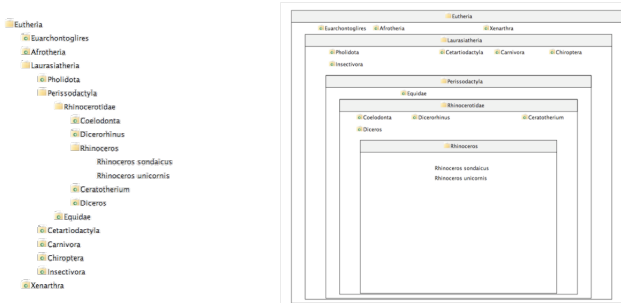 Eutheria
Euarchontoglires
Afrotheria
Laurasiatheria
Pholidota
Perissodactyla
Rhinocerotidae
Coelodonta
Dicerorhinus
Rhinoceros
Rhinoceros sondaicus
Rhinoceros unicornis
Ceratotherium
Diceros
Equidae
Cetartiodactyla
Carnivora
Chiroptera
Insectivora
Xenarthra
Eutheria
Euarchontoglires Afrotheria Xenarthra
Laurasiatheria
Pholidota Cetartiodactyla Carnivora Chiroptera
Insectivora
Perissodactyla
Equidae
Rhinocerotidae
Coelodonta Dicerorhinus Ceratotherium
Diceros
Rhinoceros
Rhinoceros sondaicus
Rhinoceros unicornis